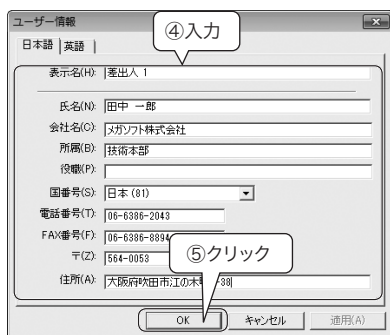 ユーザー情報
④入力
日本語 英語
表示名(H): 差出人 1
氏名(N): 田中 一郎
会社名(C): メガソフト株式会社
所属(B): 技術本部
役職(P):
国番号(S): 日本 (81)
電話番号(T): 06-6386-2043
FAX番号(F): 06-6386-8894
⑤クリック
〒(Z): 564-0053
住所(A): 大阪府吹田市江の木 -38
OK キャンセル 適用(A)